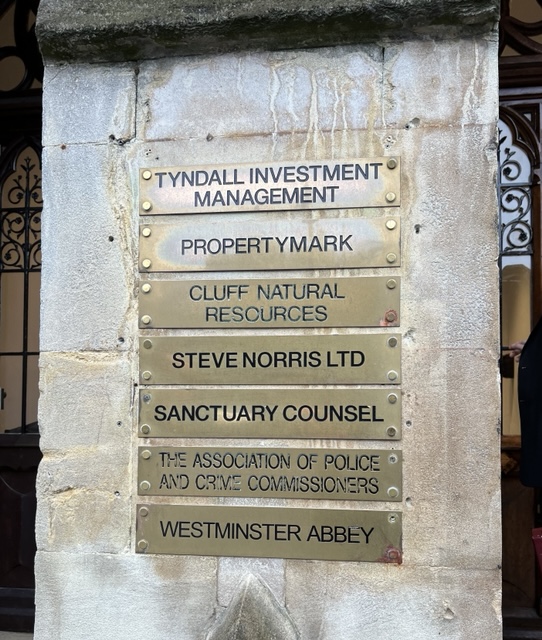 TYNDALL INVESTMENT
MANAGEMENT
PROPERTYMARK
CLUFF NATURAL
RESOURCES
STEVE NORRIS LTD
SANCTUARY COUNSEL
THE ASSOCIATION OF POLICE
AND CRIME COMMISSIONERS
WESTMINSTER ABBEY